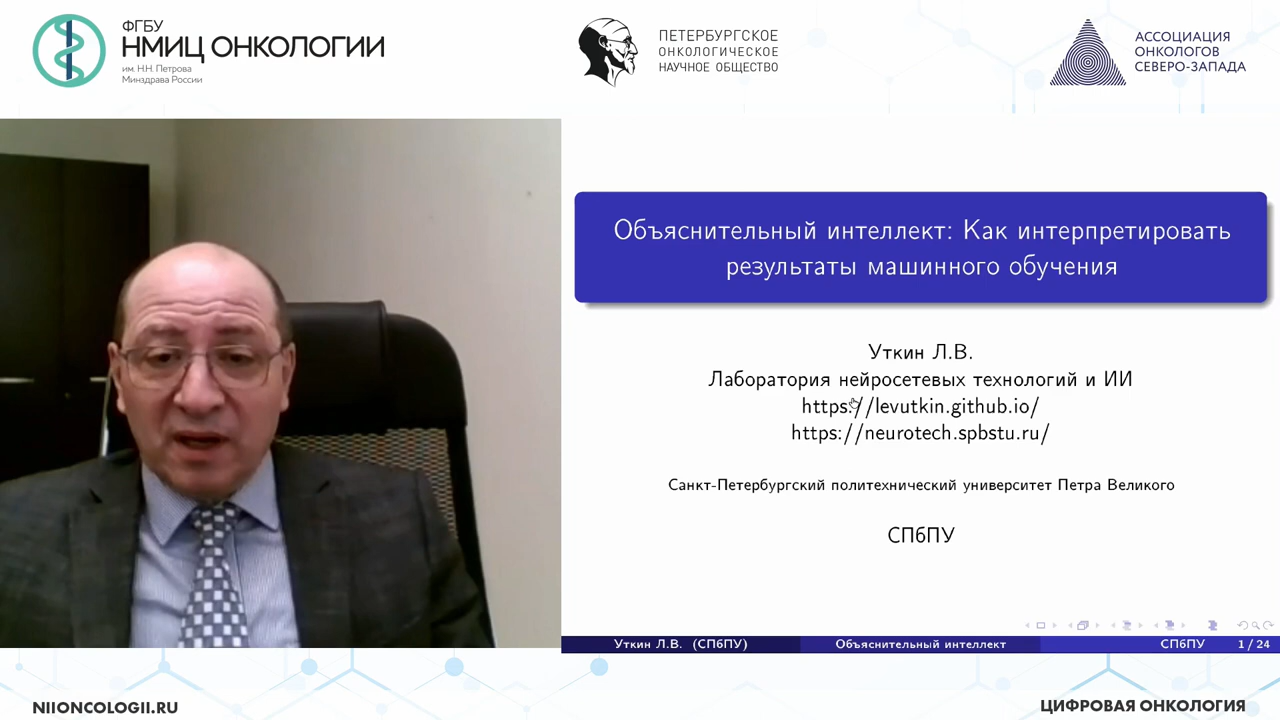 ФГБУ
НМИЦ ОНКОЛОГИИ
им. Н.Н. Петрова
Минздрава России
ПЕТЕРБУРГСКОЕ
ОНКОЛОГИЧЕСКОЕ
НАУЧНОЕ ОБЩЕСТВО
АССОЦИАЦИЯ
ОНКОЛОГОВ
СЕВЕРО-ЗАПАДА
Объяснительный интеллект: Как интерпретировать
результаты машинного обучения
Уткин Л.В.
Лаборатория нейросетевых технологий и ИИ
https://levutkin.github.io/
https://neurotech.spbstu.ru/
Санкт-Петербургский политехнический университет Петра Великого
СПбПУ
Уткин Л.В. (СПбПУ) Объяснительный интеллект СПбПУ 1 / 24
NIIONCOLOGII.RU
ЦИФРОВАЯ ОНКОЛОГИЯ